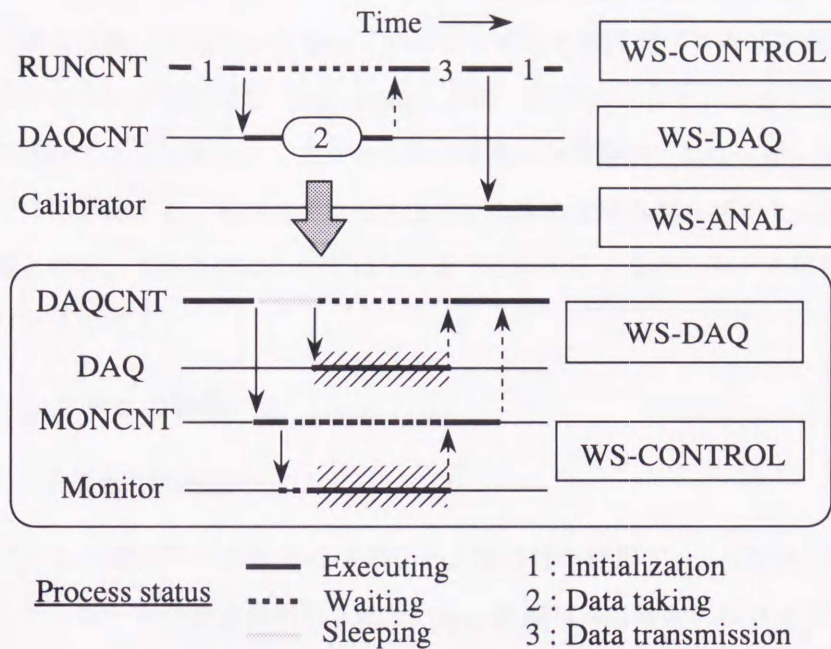 Time
RUNCNT 1 3 1 WS-CONTROL
DAQCNT 2 WS-DAQ
Calibrator WS-ANAL
DAQCNT
WS-DAQ
DAQ
MONCNT
WS-CONTROL
Monitor
Process status
Executing 1 : Initialization
Waiting 2 : Data taking
Sleeping 3 : Data transmission